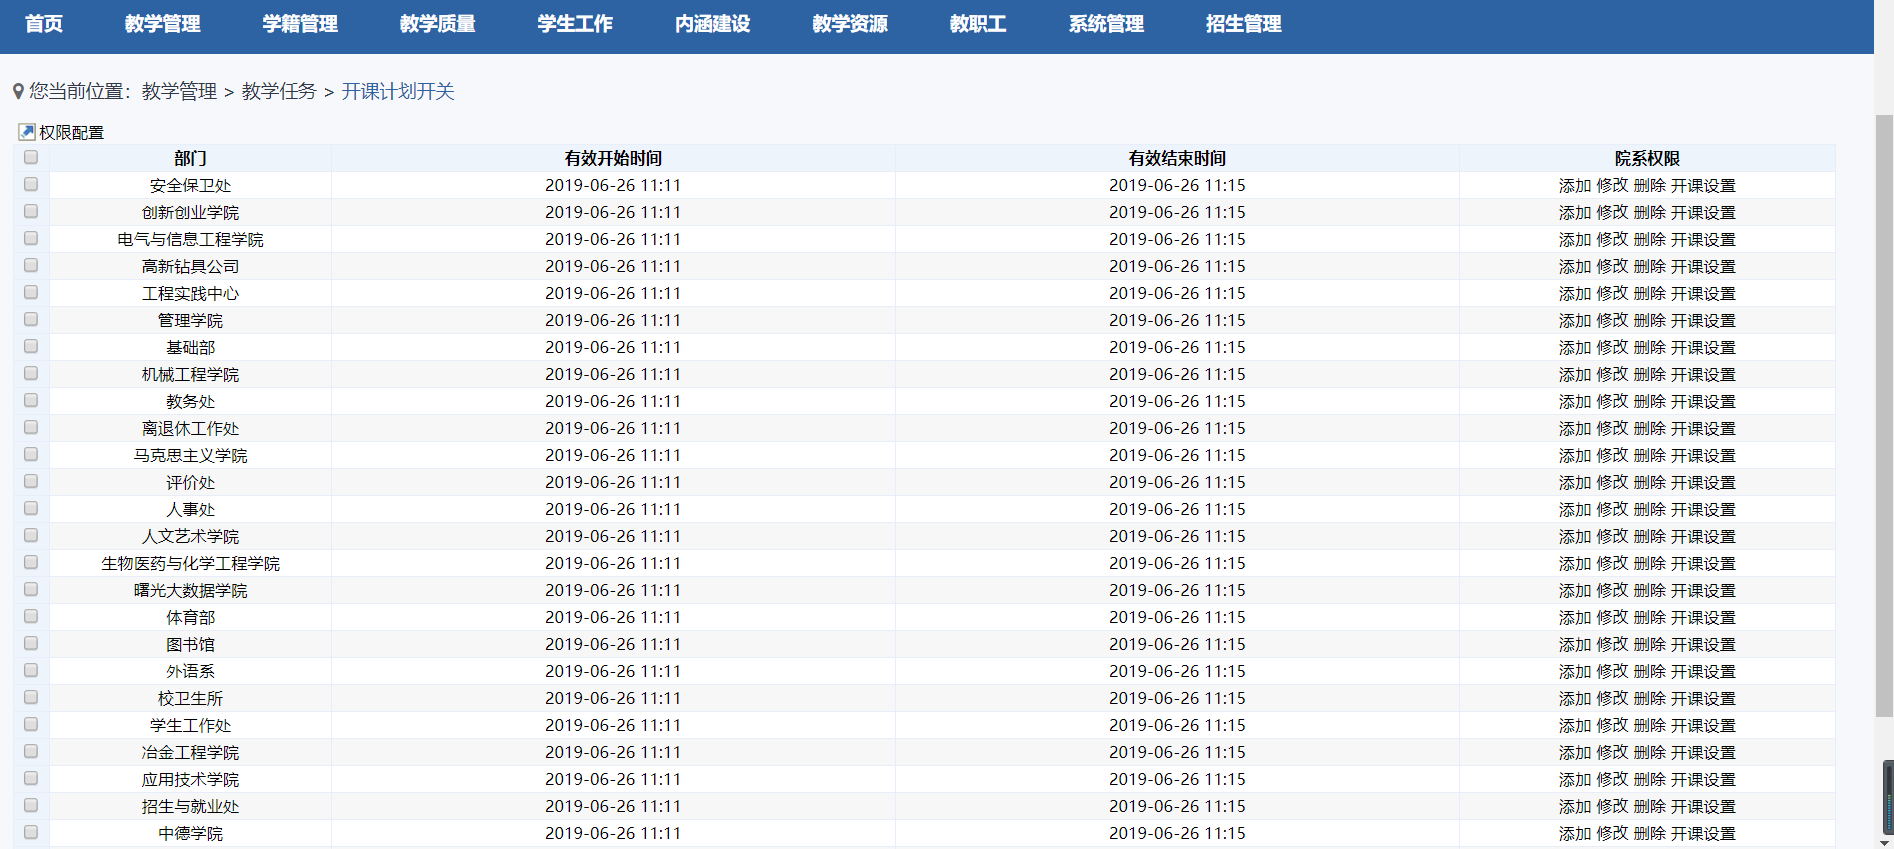 首页 教学管理 学籍管理 教学质量 学生工作 内涵建设 教学资源 教职工 系统管理 招生管理
您当前位置：教学管理 > 教学任务 > 开课计划开关
权限配置
部门 有效开始时间 有效结束时间 院系权限
安全保卫处 2019-06-26 11:11 2019-06-26 11:15 添加 修改 删除 开课设置
创新创业学院 2019-06-26 11:11 2019-06-26 11:15 添加 修改 删除 开课设置
电气与信息工程学院 2019-06-26 11:11 2019-06-26 11:15 添加 修改 删除 开课设置
高新钻具公司 2019-06-26 11:11 2019-06-26 11:15 添加 修改 删除 开课设置
工程实践中心 2019-06-26 11:11 2019-06-26 11:15 添加 修改 删除 开课设置
管理学院 2019-06-26 11:11 2019-06-26 11:15 添加 修改 删除 开课设置
基础部 2019-06-26 11:11 2019-06-26 11:15 添加 修改 删除 开课设置
机械工程学院 2019-06-26 11:11 2019-06-26 11:15 添加 修改 删除 开课设置
教务处 2019-06-26 11:11 2019-06-26 11:15 添加 修改 删除 开课设置
离退休工作处 2019-06-26 11:11 2019-06-26 11:15 添加 修改 删除 开课设置
马克思主义学院 2019-06-26 11:11 2019-06-26 11:15 添加 修改 删除 开课设置
评价处 2019-06-26 11:11 2019-06-26 11:15 添加 修改 删除 开课设置
人事处 2019-06-26 11:11 2019-06-26 11:15 添加 修改 删除 开课设置
人文艺术学院 2019-06-26 11:11 2019-06-26 11:15 添加 修改 删除 开课设置
生物医药与化学工程学院 2019-06-26 11:11 2019-06-26 11:15 添加 修改 删除 开课设置
曙光大数据学院 2019-06-26 11:11 2019-06-26 11:15 添加 修改 删除 开课设置
体育部 2019-06-26 11:11 2019-06-26 11:15 添加 修改 删除 开课设置
图书馆 2019-06-26 11:11 2019-06-26 11:15 添加 修改 删除 开课设置
外语系 2019-06-26 11:11 2019-06-26 11:15 添加 修改 删除 开课设置
校卫生所 2019-06-26 11:11 2019-06-26 11:15 添加 修改 删除 开课设置
学生工作处 2019-06-26 11:11 2019-06-26 11:15 添加 修改 删除 开课设置
冶金工程学院 2019-06-26 11:11 2019-06-26 11:15 添加 修改 删除 开课设置
应用技术学院 2019-06-26 11:11 2019-06-26 11:15 添加 修改 删除 开课设置
招生与就业处 2019-06-26 11:11 2019-06-26 11:15 添加 修改 删除 开课设置
中德学院 2019-06-26 11:11 2019-06-26 11:15 添加 修改 删除 开课设置